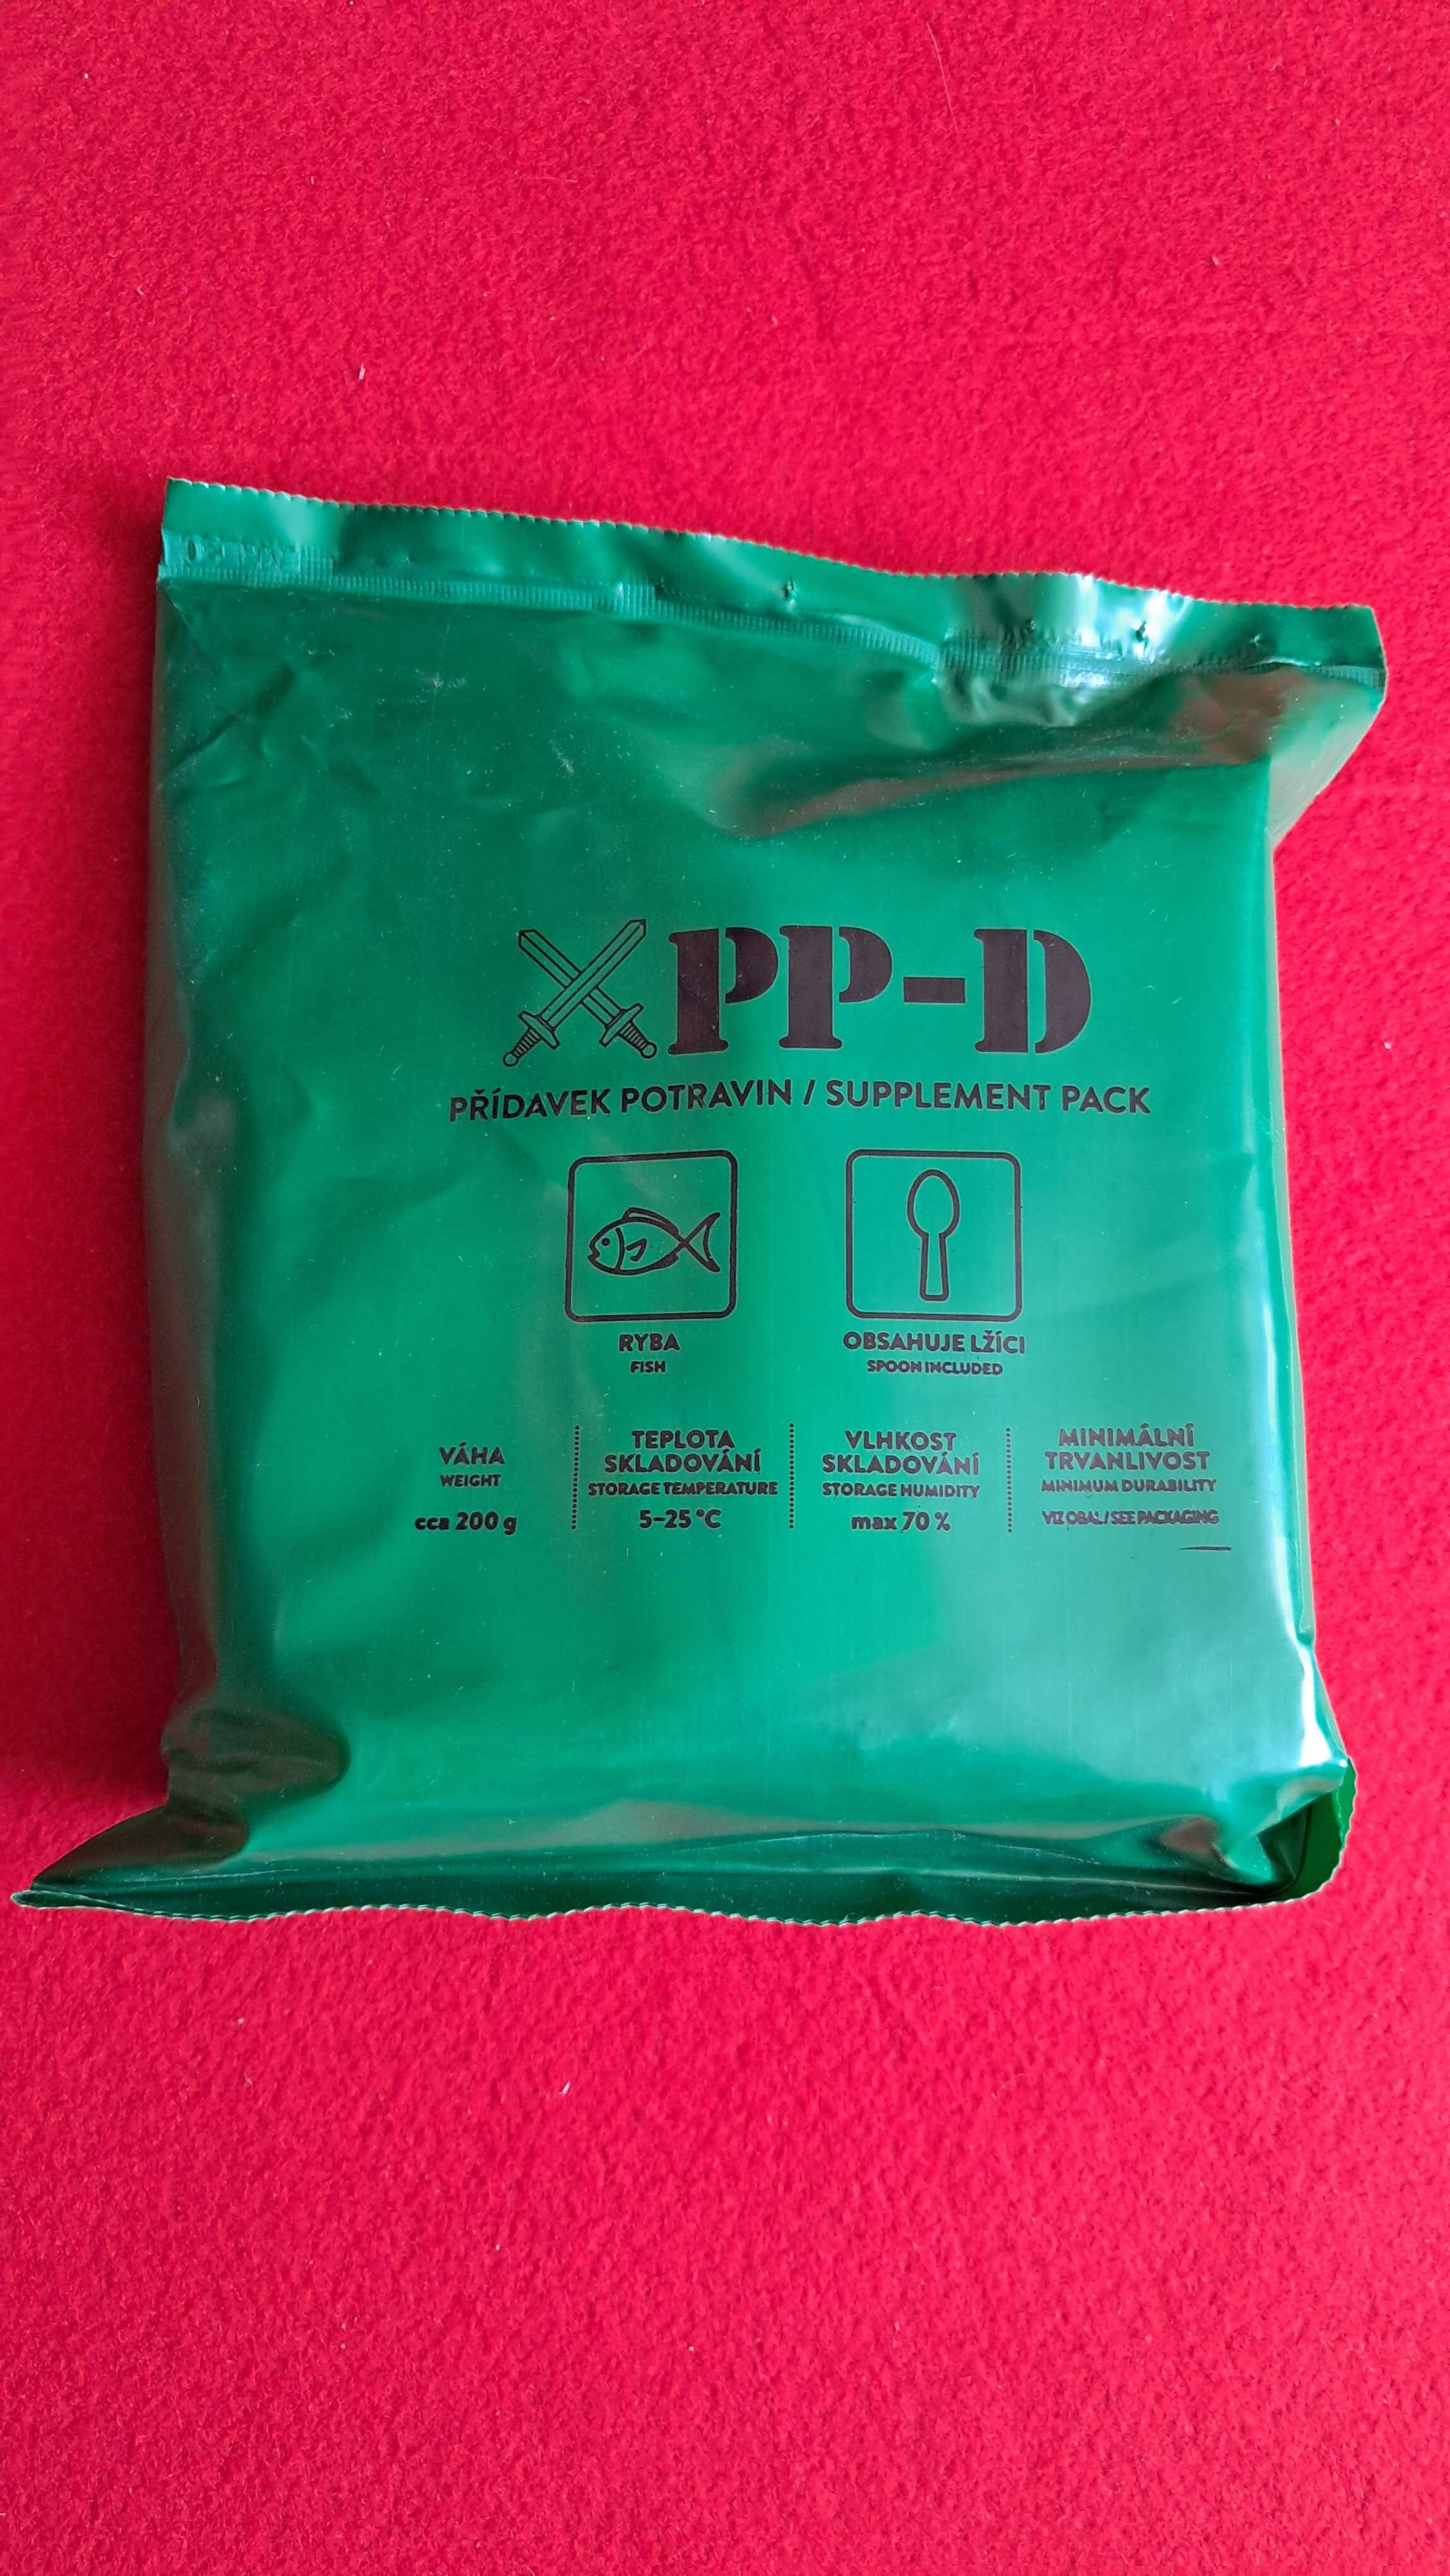 PP-D
PŘÍDAVEK POTRAVIN / SUPPLEMENT PACK
RYBA
FISH
OBSAHUJE LŽÍCI
SPOON INCLUDED
VÁHA
WEIGHT
cca 200 g
TEPLOTA
SKLADOVÁNÍ
STORAGE TEMPERATURE
5–25 °C
VLHKOST
SKLADOVÁNÍ
STORAGE HUMIDITY
max 70 %
MINIMÁLNÍ
TRVANLIVOST
MINIMUM DURABILITY
VIZ OBAL / SEE PACKAGING